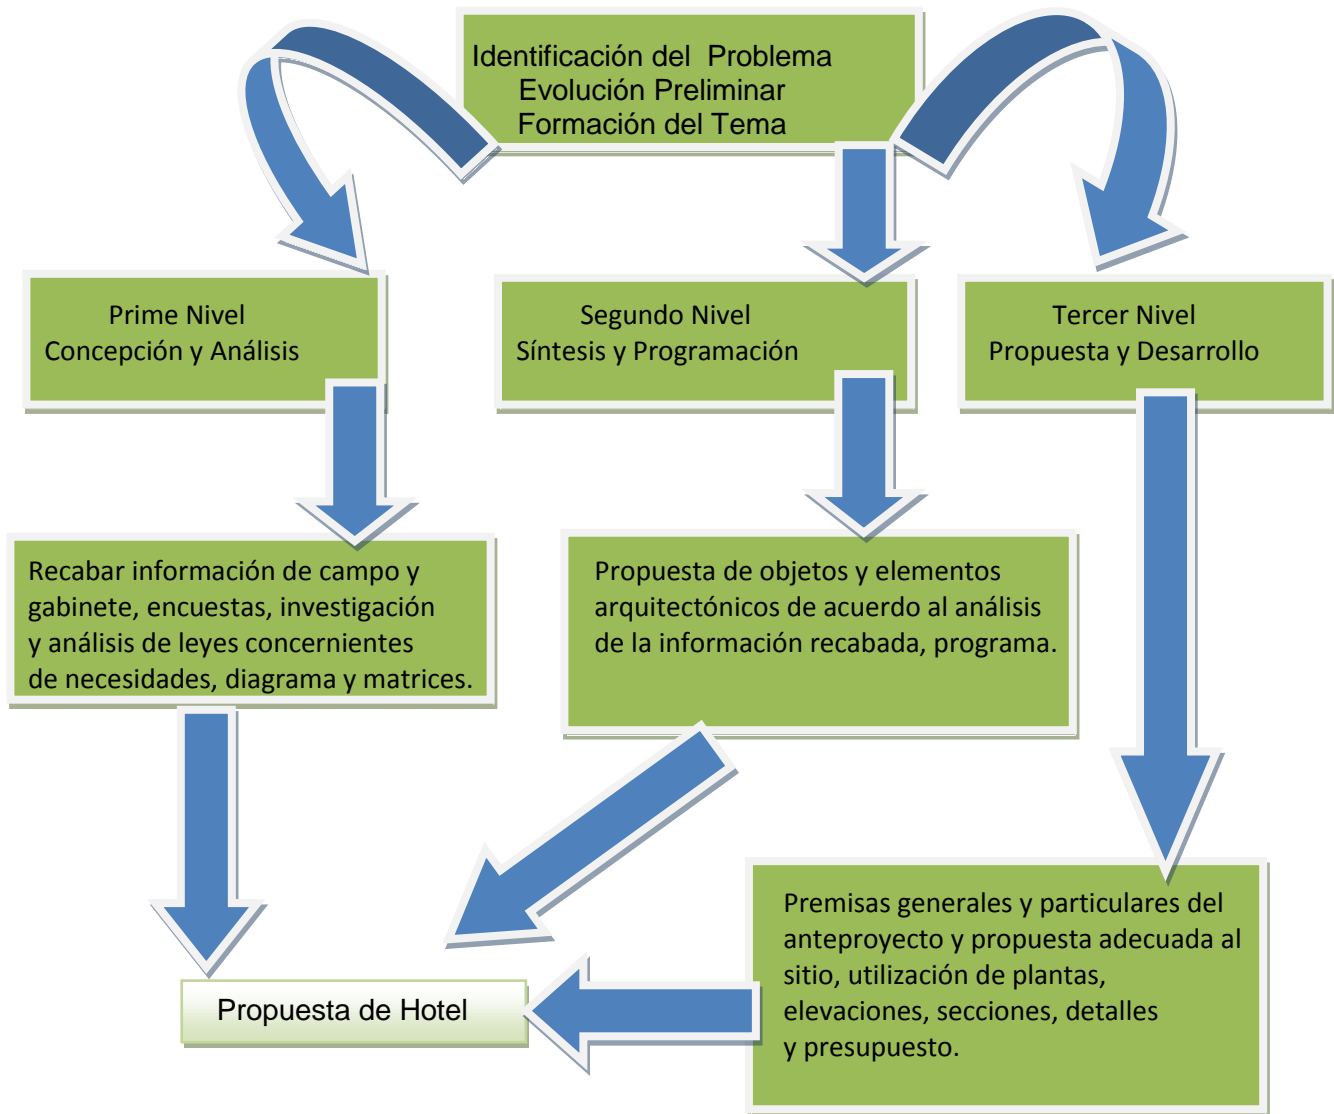 Identificación del Problema
Evolución Preliminar
Formación del Tema
Prime Nivel
Concepción y Análisis
Segundo Nivel
Síntesis y Programación
Tercer Nivel
Propuesta y Desarrollo
Recabar información de campo y
gabinete, encuestas, investigación
y análisis de leyes concernientes
de necesidades, diagrama y matrices.
Propuesta de objetos y elementos
arquitectónicos de acuerdo al análisis
de la información recabada, programa.
Premisas generales y particulares del
anteproyecto y propuesta adecuada al
sitio, utilización de plantas,
elevaciones, secciones, detalles
y presupuesto.
Propuesta de Hotel